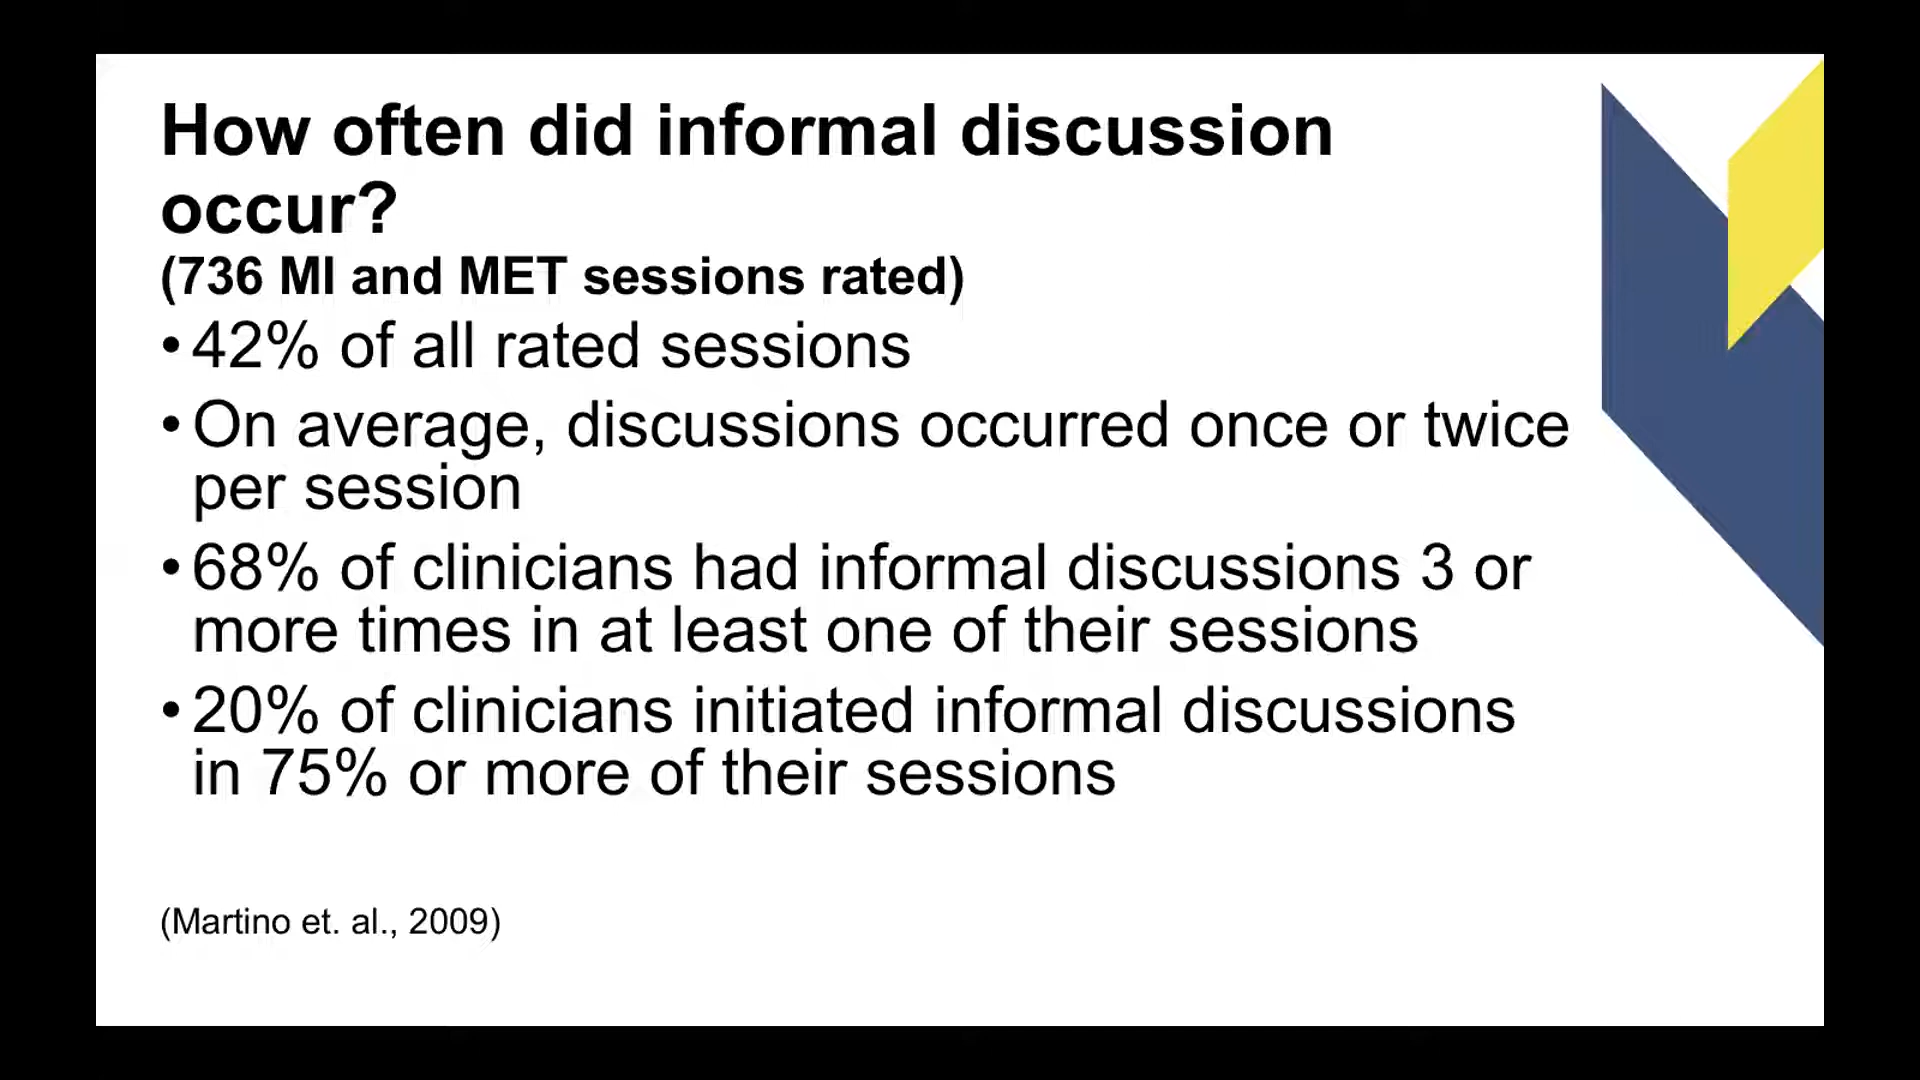 How often did informal discussion
occur?
(736 MI and MET sessions rated)
•42% of all rated sessions
•On average, discussions occurred once or twice
per session
•68% of clinicians had informal discussions 3 or
more times in at least one of their sessions
•20% of clinicians initiated informal discussions
in 75% or more of their sessions
(Martino et. al., 2009)